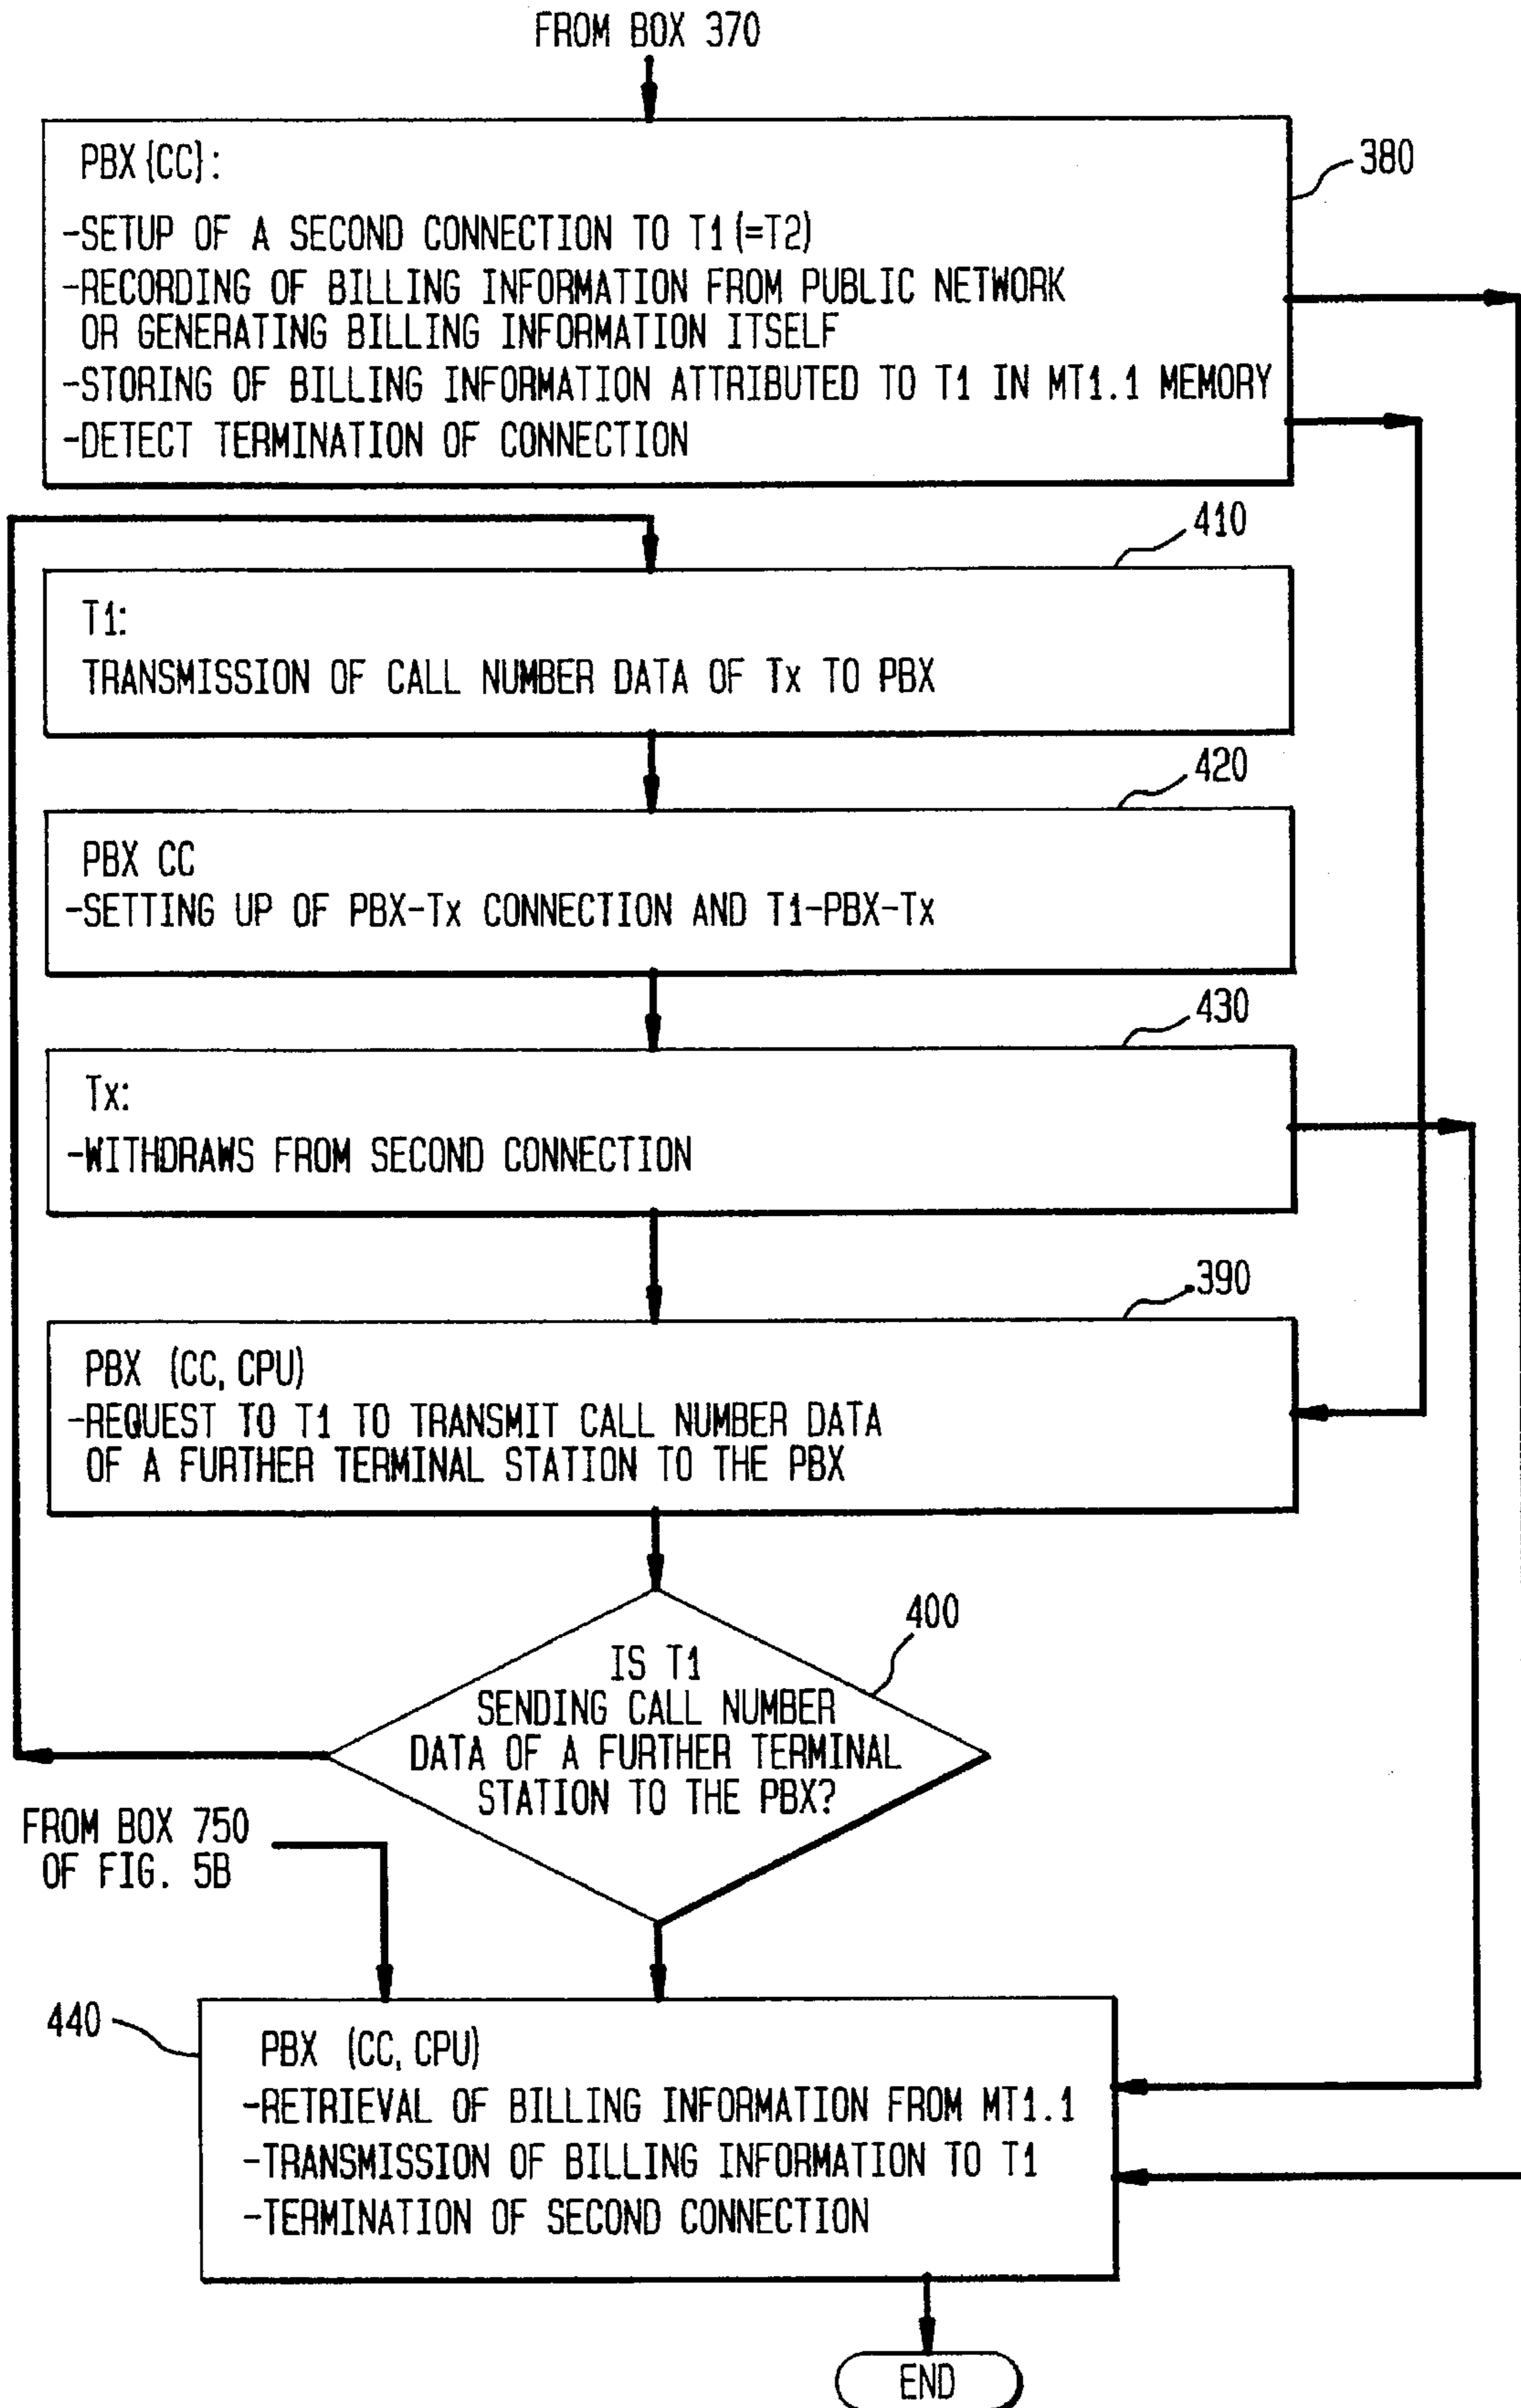 FROM BOX 370
PBX {CC}:
-SETUP OF A SECOND CONNECTION TO T1 (=T2)
-RECORDING OF BILLING INFORMATION FROM PUBLIC NETWORK
OR GENERATING BILLING INFORMATION ITSELF
-STORING OF BILLING INFORMATION ATTRIBUTED TO T1 IN MT1.1 MEMORY
-DETECT TERMINATION OF CONNECTION
380
410
T1:
TRANSMISSION OF CALL NUMBER DATA OF Tx TO PBX
420
PBX CC
-SETTING UP OF PBX-Tx CONNECTION AND T1-PBX-Tx
430
Tx:
-WITHDRAWS FROM SECOND CONNECTION
390
PBX (CC, CPU)
-REQUEST TO T1 TO TRANSMIT CALL NUMBER DATA
OF A FURTHER TERMINAL STATION TO THE PBX
400
IS T1
SENDING CALL NUMBER
DATA OF A FURTHER TERMINAL
STATION TO THE PBX?
FROM BOX 750
OF FIG. 5B
440
PBX (CC, CPU)
-RETRIEVAL OF BILLING INFORMATION FROM MT1.1
-TRANSMISSION OF BILLING INFORMATION TO T1
-TERMINATION OF SECOND CONNECTION
END